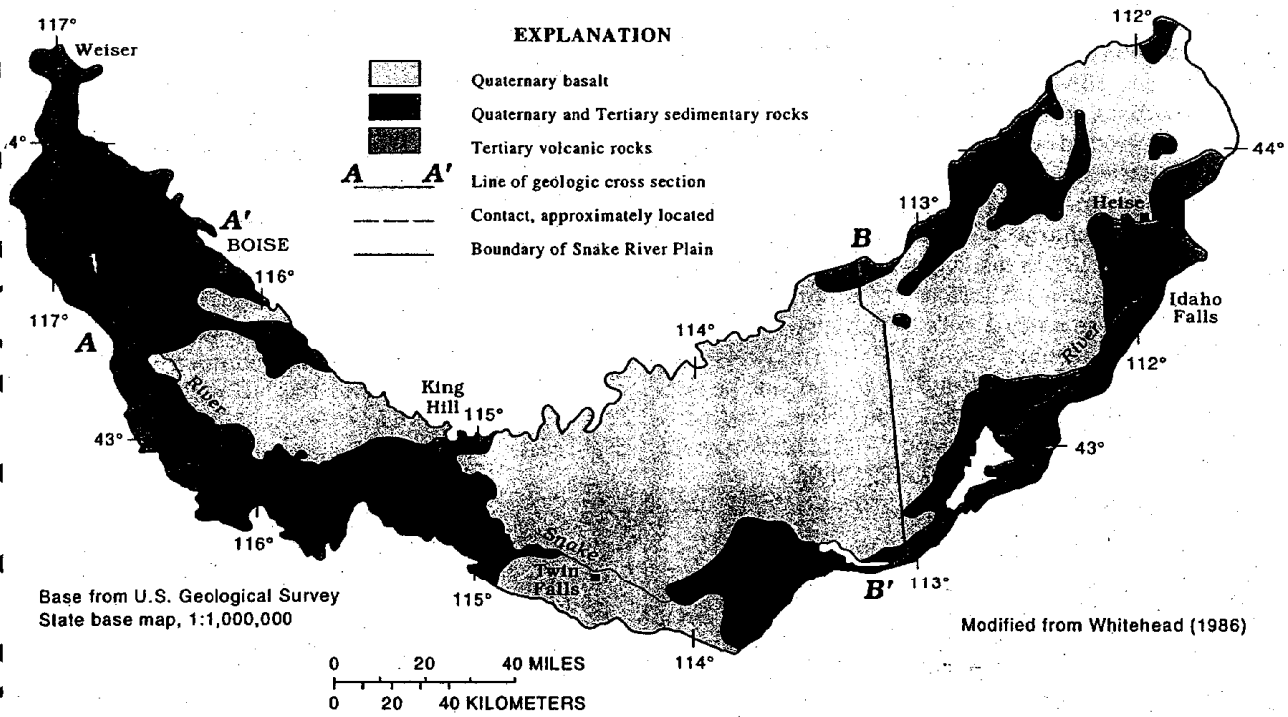 117°
Weiser
EXPLANATION
112°
Quaternary basalt
Quaternary and Tertiary sedimentary rocks
Tertiary volcanic rocks
A A'
Line of geologic cross section
Contact, approximately located
Boundary of Snake River Plain
4°
44°
113°
Heise
A'
BOISE
116°
B
117°
A
Idaho
Falls
114°
River
112°
River
King
Hill
115°
43°
43°
116°
Snake
Twin
Falls
115°
113°
B'
Base from U.S. Geological Survey
State base map, 1:1,000,000
Modified from Whitehead (1986)
114°
0 20 40 MILES
0 20 40 KILOMETERS